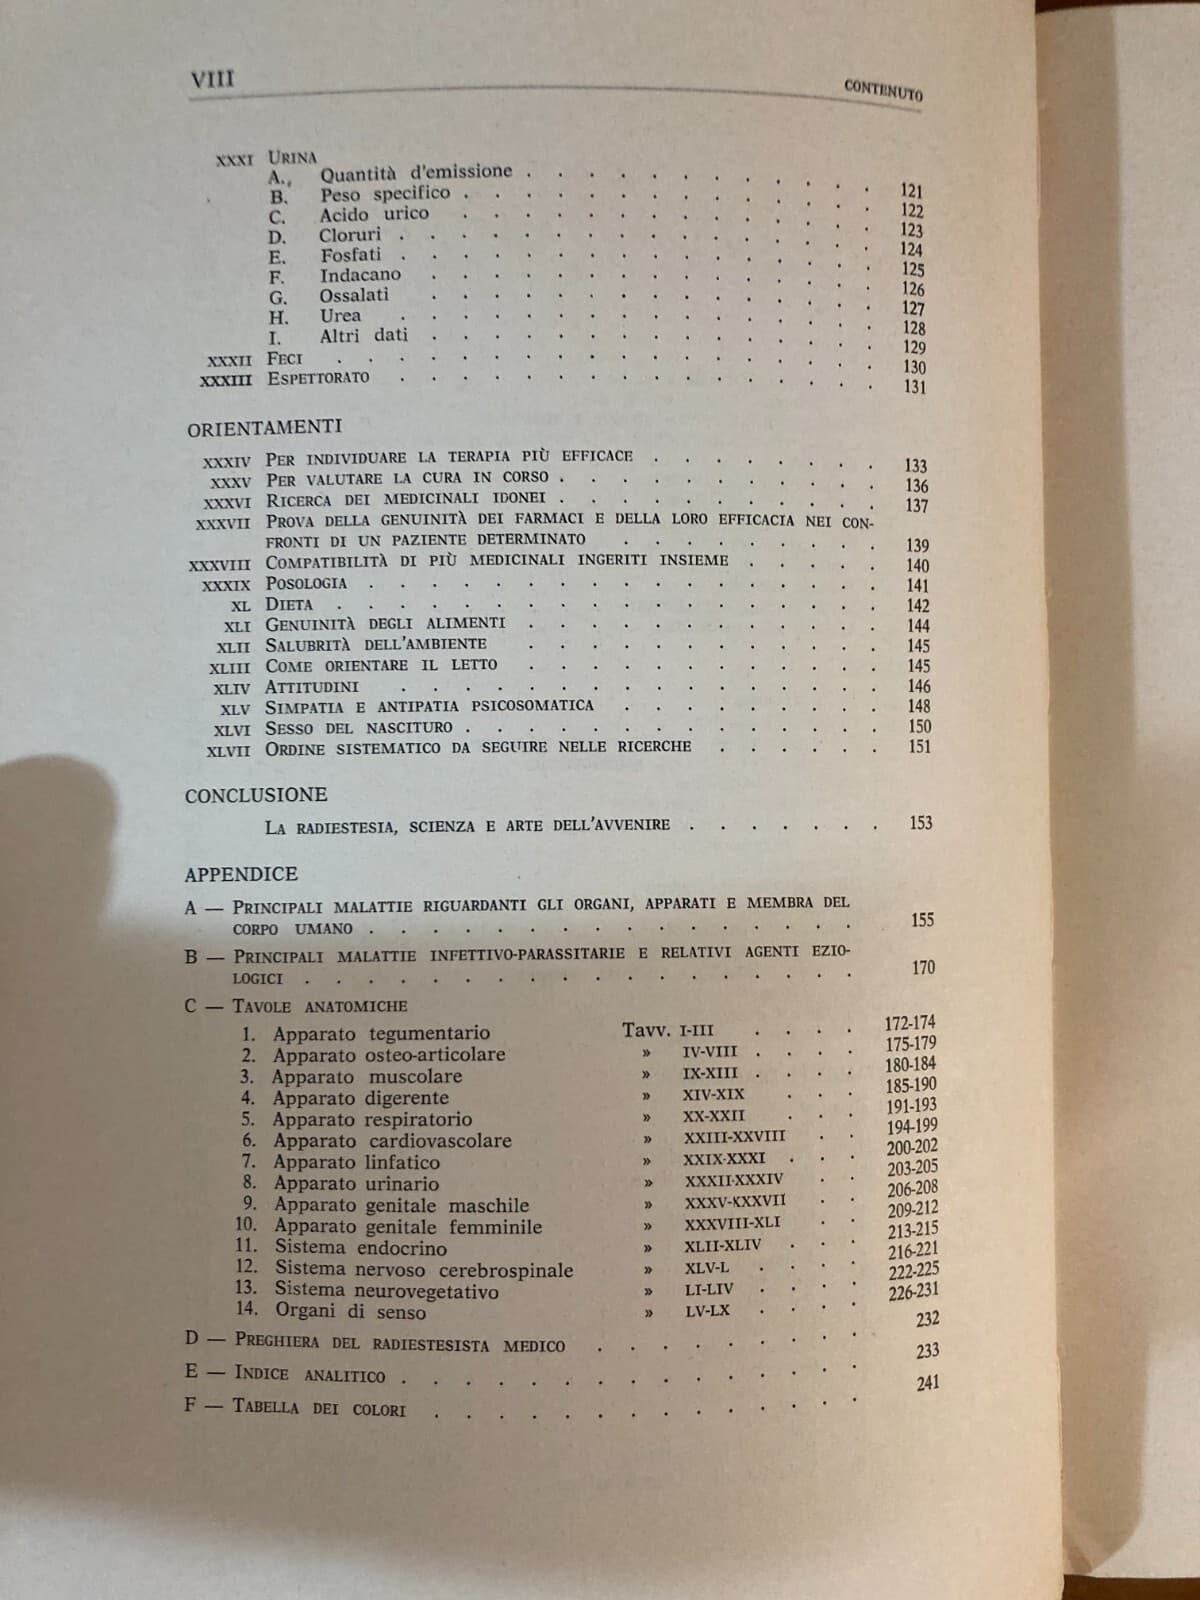 VIII CONTENUTO
XXXI URINA
A., Quantità d'emissione . . . . . . . . . . . 121
B. Peso specifico . . . . . . . . . . . . . 122
C. Acido urico . . . . . . . . . . . . . 123
D. Cloruri . . . . . . . . . . . . . . . 124
E. Fosfati . . . . . . . . . . . . . . . 125
F. Indacano . . . . . . . . . . . . . . 126
G. Ossalati . . . . . . . . . . . . . . 127
H. Urea . . . . . . . . . . . . . . . 128
I. Altri dati . . . . . . . . . . . . . . 129
XXXII FECI . . . . . . . . . . . . . . . . . 130
XXXIII ESPETTORATO . . . . . . . . . . . . . . . 131
ORIENTAMENTI
XXXIV PER INDIVIDUARE LA TERAPIA PIÙ EFFICACE . . . . . . . 133
XXXV PER VALUTARE LA CURA IN CORSO . . . . . . . . . . 136
XXXVI RICERCA DEI MEDICINALI IDONEI . . . . . . . . . . 137
XXXVII PROVA DELLA GENUINITÀ DEI FARMACI E DELLA LORO EFFICACIA NEI CON-
FRONTI DI UN PAZIENTE DETERMINATO . . . . . . . . . 139
XXXVIII COMPATIBILITÀ DI PIÙ MEDICINALI INGERITI INSIEME . . . . . 140
XXXIX POSOLOGIA . . . . . . . . . . . . . . . . 141
XL DIETA . . . . . . . . . . . . . . . . . 142
XLI GENUINITÀ DEGLI ALIMENTI . . . . . . . . . . . 144
XLII SALUBRITÀ DELL'AMBIENTE . . . . . . . . . . . 145
XLIII COME ORIENTARE IL LETTO . . . . . . . . . . . 145
XLIV ATTITUDINI . . . . . . . . . . . . . . . 146
XLV SIMPATIA E ANTIPATIA PSICOSOMATICA . . . . . . . . 148
XLVI SESSO DEL NASCITURO . . . . . . . . . . . . . 150
XLVII ORDINE SISTEMATICO DA SEGUIRE NELLE RICERCHE . . . . . . 151
CONCLUSIONE
LA RADIESTESIA, SCIENZA E ARTE DELL'AVVENIRE . . . . . . . 153
APPENDICE
A — PRINCIPALI MALATTIE RIGUARDANTI GLI ORGANI, APPARATI E MEMBRA DEL
CORPO UMANO . . . . . . . . . . . . . . . . 155
B — PRINCIPALI MALATTIE INFETTIVO-PARASSITARIE E RELATIVI AGENTI EZIO-
LOGICI . . . . . . . . . . . . . . . . . . 170
C — TAVOLE ANATOMICHE
1. Apparato tegumentario Tavv. I-III . . . . 172-174
2. Apparato osteo-articolare » IV-VIII . . . . 175-179
3. Apparato muscolare » IX-XIII . . . . 180-184
4. Apparato digerente » XIV-XIX . . . 185-190
5. Apparato respiratorio » XX-XXII . . . 191-193
6. Apparato cardiovascolare » XXIII-XXVIII . . 194-199
7. Apparato linfatico » XXIX-XXXI . . . 200-202
8. Apparato urinario » XXXII-XXXIV . . 203-205
9. Apparato genitale maschile » XXXV-XXXVII . . 206-208
10. Apparato genitale femminile » XXXVIII-XLI . . 209-212
11. Sistema endocrino » XLII-XLIV . . . 213-215
12. Sistema nervoso cerebrospinale » XLV-L . . . . 216-221
13. Sistema neurovegetativo » LI-LIV . . . . 222-225
14. Organi di senso » LV-LX . . . . 226-231
D — PREGHIERA DEL RADIESTESISTA MEDICO . . . . . . . . . 232
E — INDICE ANALITICO . . . . . . . . . . . . . . . 233
F — TABELLA DEI COLORI . . . . . . . . . . . . . . 241